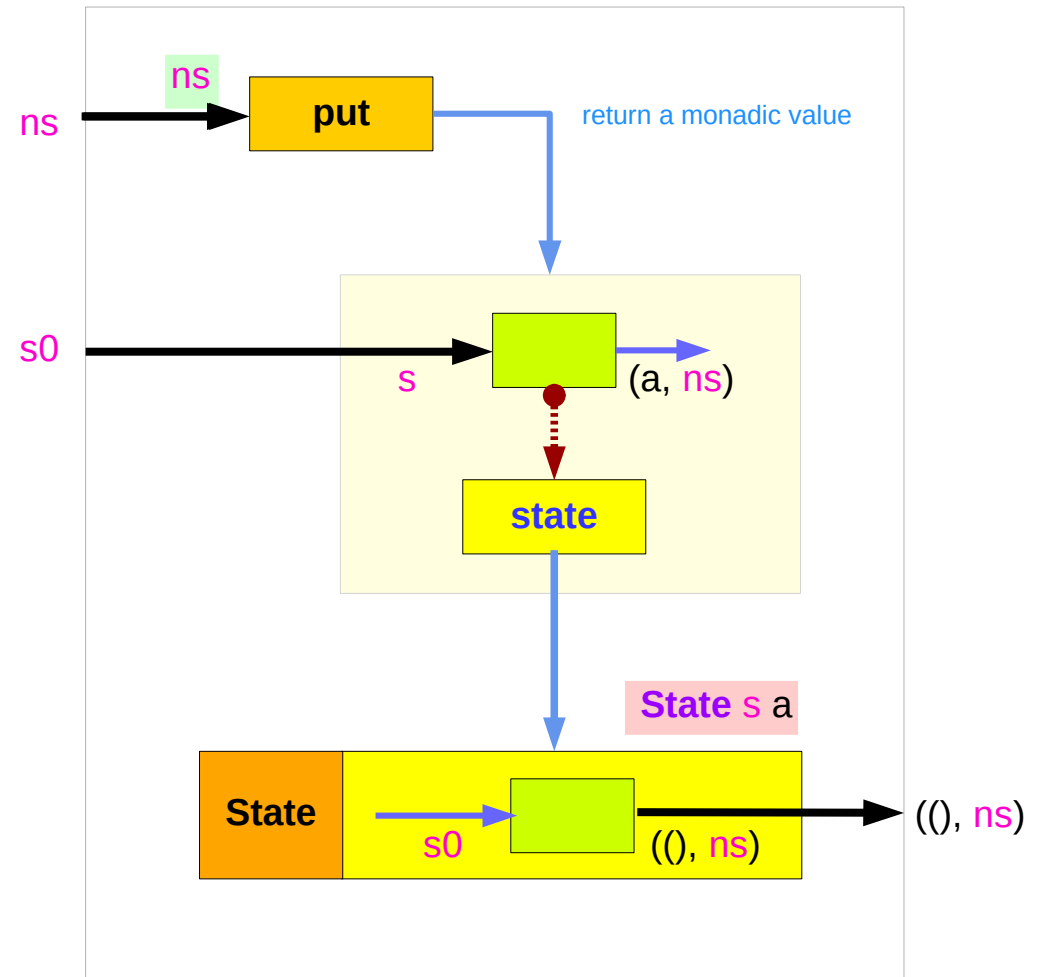 ns
ns
put
return a monadic value
s0
s
(a, ns)
state
State s a
State
s0
((), ns)
((), ns)